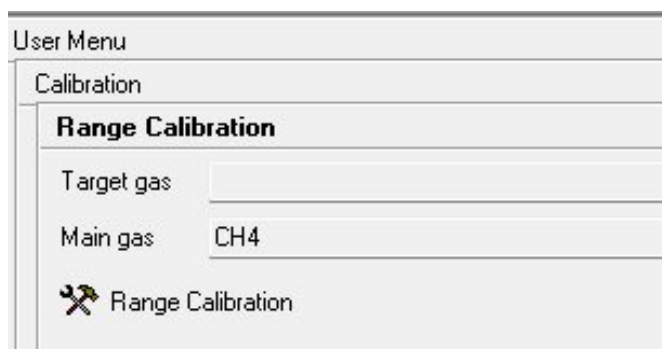 User Menu
Calibration
Range Calibration
Target gas
Main gas CH4
Range Calibration